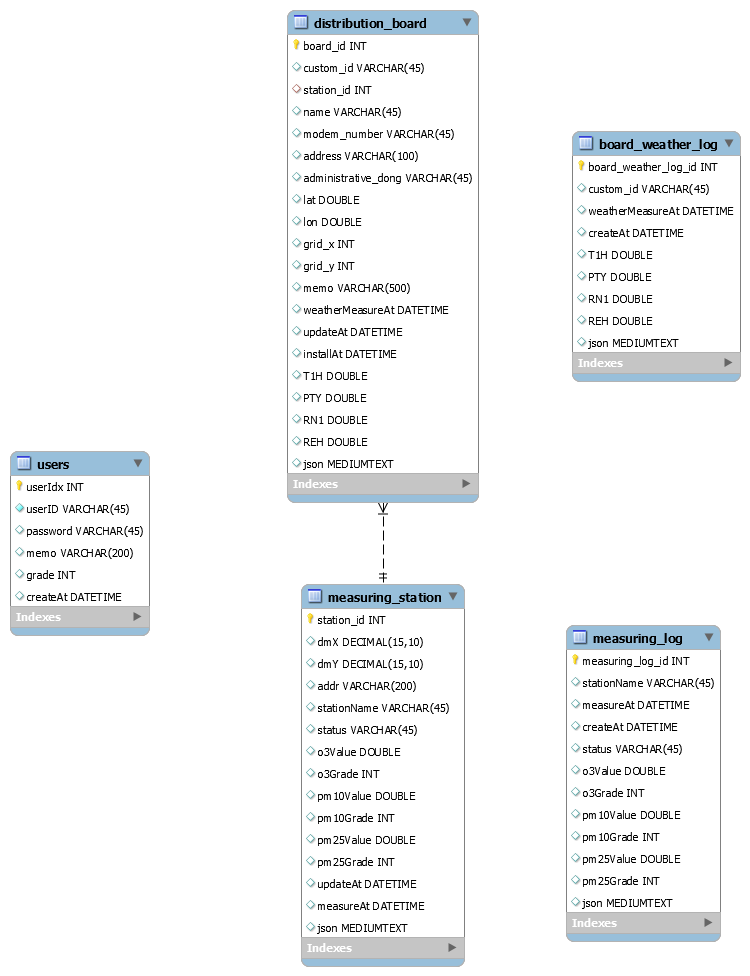 distribution_board
board_id INT
custom_id VARCHAR(45)
station_id INT
name VARCHAR(45)
modem_number VARCHAR(45)
address VARCHAR(100)
administrative_dong VARCHAR(45)
lat DOUBLE
lon DOUBLE
grid_x INT
grid_y INT
memo VARCHAR(500)
weatherMeasureAt DATETIME
updateAt DATETIME
installAt DATETIME
T1H DOUBLE
PTY DOUBLE
RN1 DOUBLE
REH DOUBLE
json MEDIUMTEXT
Indexes
board_weather_log
board_weather_log_id INT
custom_id VARCHAR(45)
weatherMeasureAt DATETIME
createAt DATETIME
T1H DOUBLE
PTY DOUBLE
RN1 DOUBLE
REH DOUBLE
json MEDIUMTEXT
Indexes
users
userIdx INT
userID VARCHAR(45)
password VARCHAR(45)
memo VARCHAR(200)
grade INT
createAt DATETIME
Indexes
measuring_station
station_id INT
dmX DECIMAL(15,10)
dmY DECIMAL(15,10)
addr VARCHAR(200)
stationName VARCHAR(45)
status VARCHAR(45)
o3Value DOUBLE
o3Grade INT
pm10Value DOUBLE
pm10Grade INT
pm25Value DOUBLE
pm25Grade INT
updateAt DATETIME
measureAt DATETIME
json MEDIUMTEXT
Indexes
measuring_log
measuring_log_id INT
stationName VARCHAR(45)
measureAt DATETIME
createAt DATETIME
status VARCHAR(45)
o3Value DOUBLE
o3Grade INT
pm10Value DOUBLE
pm10Grade INT
pm25Value DOUBLE
pm25Grade INT
json MEDIUMTEXT
Indexes